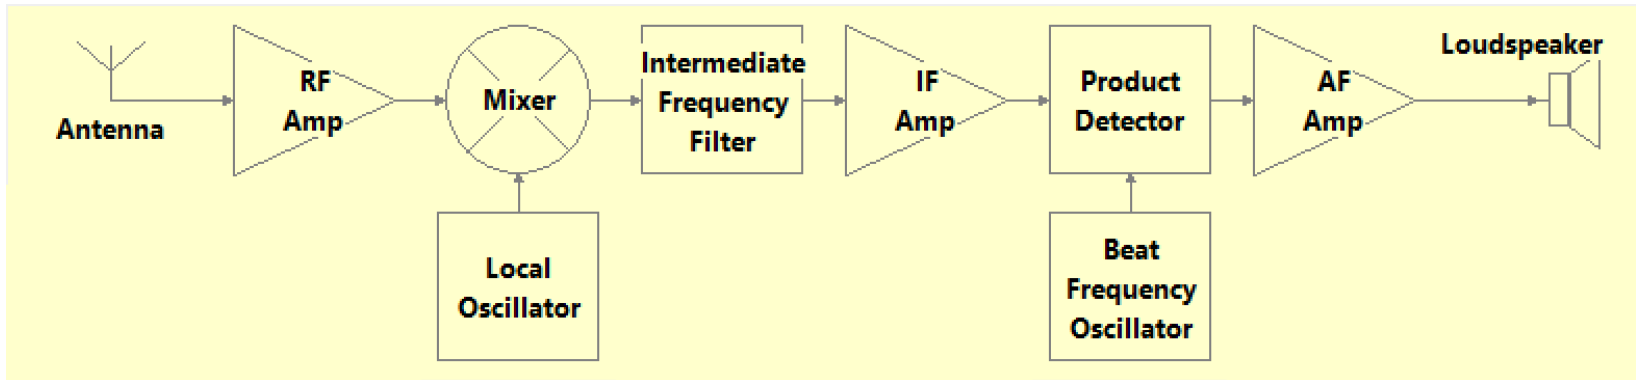 Antenna
RF
Amp
Mixer
Local
Oscillator
Intermediate
Frequency
Filter
IF
Amp
Product
Detector
Beat
Frequency
Oscillator
AF
Amp
Loudspeaker